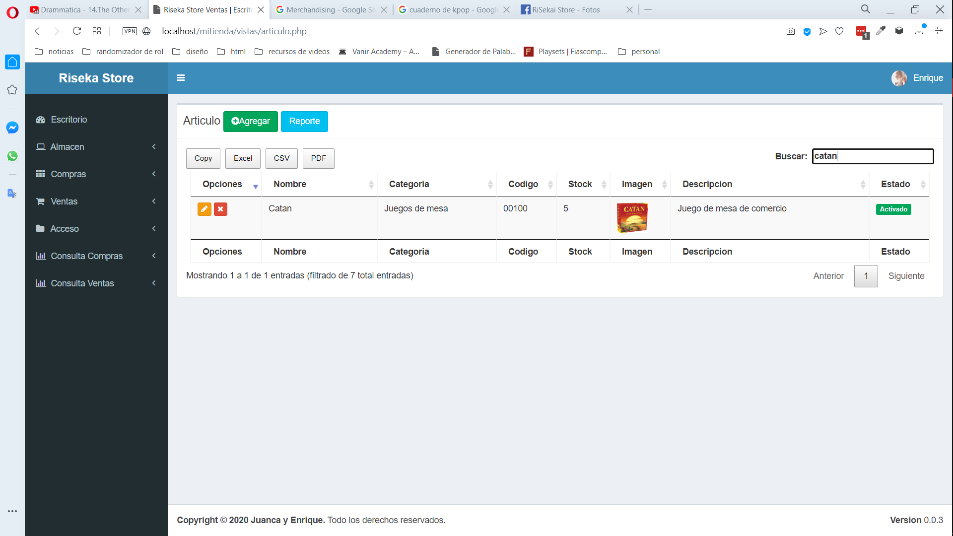 Drammatica - 14.The Other
Riseka Store Ventas | Escrit
Merchandising - Google Se
cuaderno de kpop - Google
RiSekai Store - Fotos
VPN
localhost/mitienda/vistas/articulo.php
1
noticias
randomizador de rol
diseño
html
recursos de videos
Vanir Academy – A...
Generador de Palab...
Playsets | Fiascomp...
personal
Riseka Store
Enrique
Escritorio
Almacen
Compras
Ventas
Acceso
Consulta Compras
Consulta Ventas
Articulo
Agregar
Reporte
Copy
Excel
CSV
PDF
Buscar:
catan
Opciones
Nombre
Categoria
Codigo
Stock
Imagen
Descripcion
Estado
Catan
Juegos de mesa
00100
5
CATAN
Juego de mesa de comercio
Activado
Opciones
Nombre
Categoria
Codigo
Stock
Imagen
Descripcion
Estado
Mostrando 1 a 1 de 1 entradas (filtrado de 7 total entradas)
Anterior
1
Siguiente
Copyright © 2020 Juanca y Enrique. Todo los derechos reservados.
Version 0.0.3